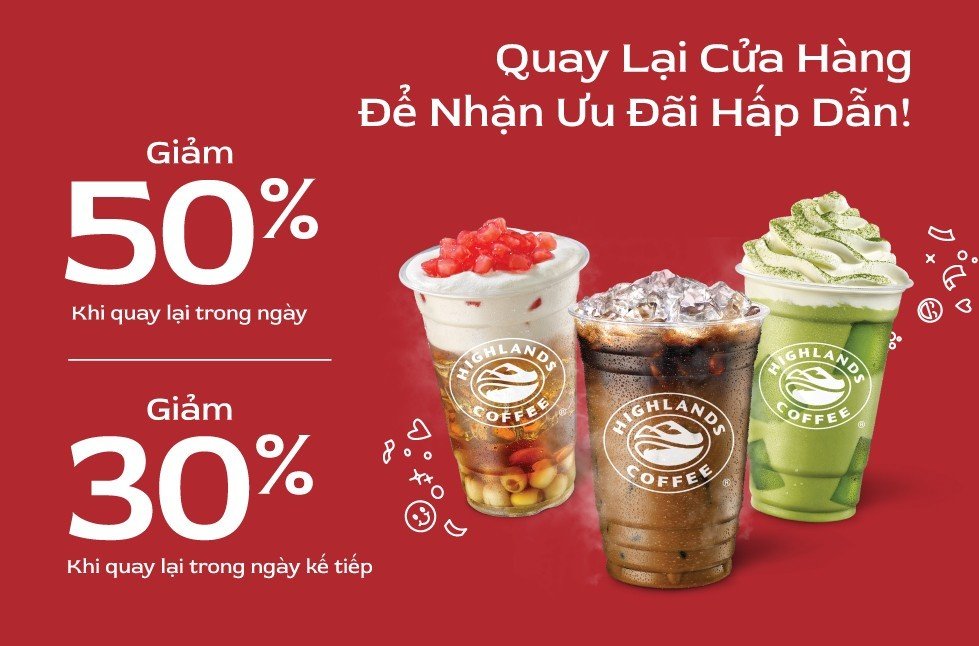 Quay Lại Cửa Hàng
Để Nhận Ưu Đãi Hấp Dẫn!
Giảm
50%
Khi quay lại trong ngày
Giảm
30%
Khi quay lại trong ngày kế tiếp
HIGHLANDS
COFFEE
®
HIGHLANDS
COFFEE
®
HIGHLANDS
COFFEE
®